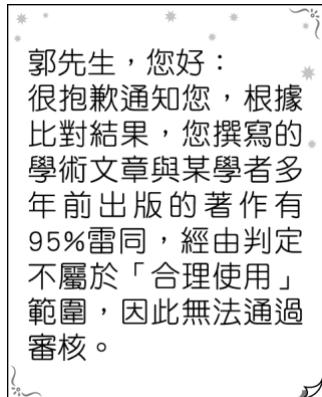 郭先生，您好：
很抱歉通知您，根據
比對結果，您撰寫的
學術文章與某學者多
年前出版的著作有
95%雷同，經由判定
不屬於「合理使用」
範圍，因此無法通過
審核。